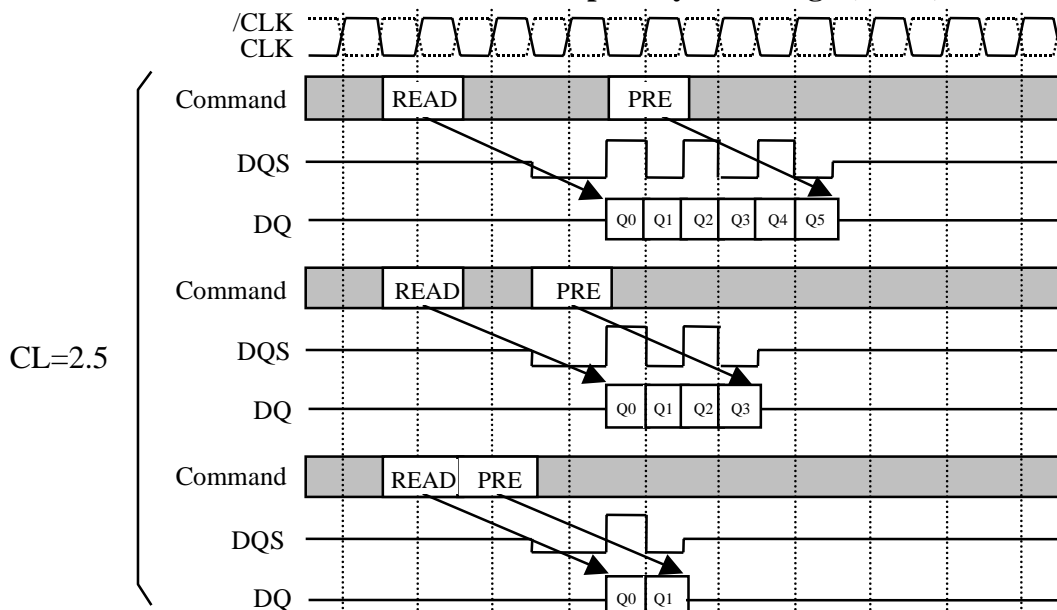 /CLK
CLK
Command READ PRE
DQS
DQ Q0 Q1 Q2 Q3 Q4 Q5
Command READ PRE
DQS
CL=2.5
DQ Q0 Q1 Q2 Q3
Command READ PRE
DQS
DQ Q0 Q1